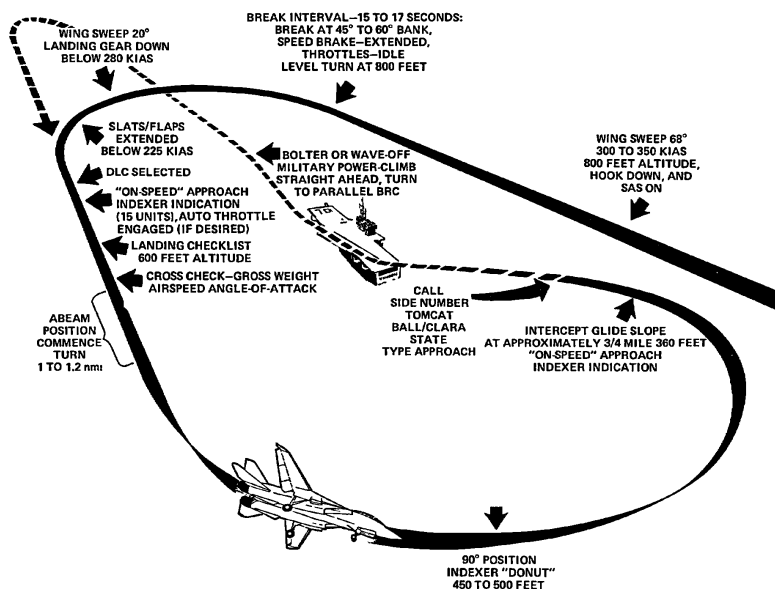 BREAK INTERVAL–15 TO 17 SECONDS:
BREAK AT 45° TO 60° BANK,
SPEED BRAKE–EXTENDED,
THROTTLES–IDLE
LEVEL TURN AT 800 FEET
WING SWEEP 20°
LANDING GEAR DOWN
BELOW 280 KIAS
SLATS/FLAPS
EXTENDED
BELOW 225 KIAS
BOLTER OR WAVE-OFF
MILITARY POWER-CLIMB
STRAIGHT AHEAD, TURN
TO PARALLEL BRC
WING SWEEP 68°
300 TO 350 KIAS
800 FEET ALTITUDE,
HOOK DOWN, AND
SAS ON
DLC SELECTED
"ON-SPEED" APPROACH
INDEXER INDICATION
(15 UNITS), AUTO THROTTLE
ENGAGED (IF DESIRED)
LANDING CHECKLIST
600 FEET ALTITUDE
CROSS CHECK–GROSS WEIGHT
AIRSPEED ANGLE-OF-ATTACK
ABEAM
POSITION
COMMENCE
TURN
1 TO 1.2 nmi
CALL
SIDE NUMBER
TOMCAT
BALL/CLARA
STATE
TYPE APPROACH
INTERCEPT GLIDE SLOPE
AT APPROXIMATELY 3/4 MILE 360 FEET
"ON-SPEED" APPROACH
INDEXER INDICATION
90° POSITION
INDEXER "DONUT"
450 TO 500 FEET